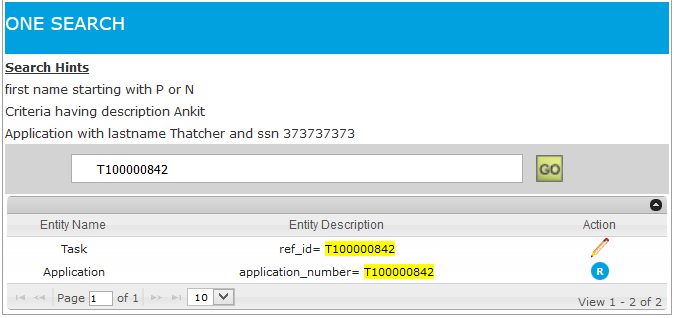 ONE SEARCH
Search Hints
first name starting with P or N
Criteria having description Ankit
Application with lastname Thatcher and ssn 373737373
T100000842 GO
Entity Name Entity Description Action
Task ref_id= T100000842
Application application_number= T100000842 R
Page 1 of 1 10 View 1 - 2 of 2